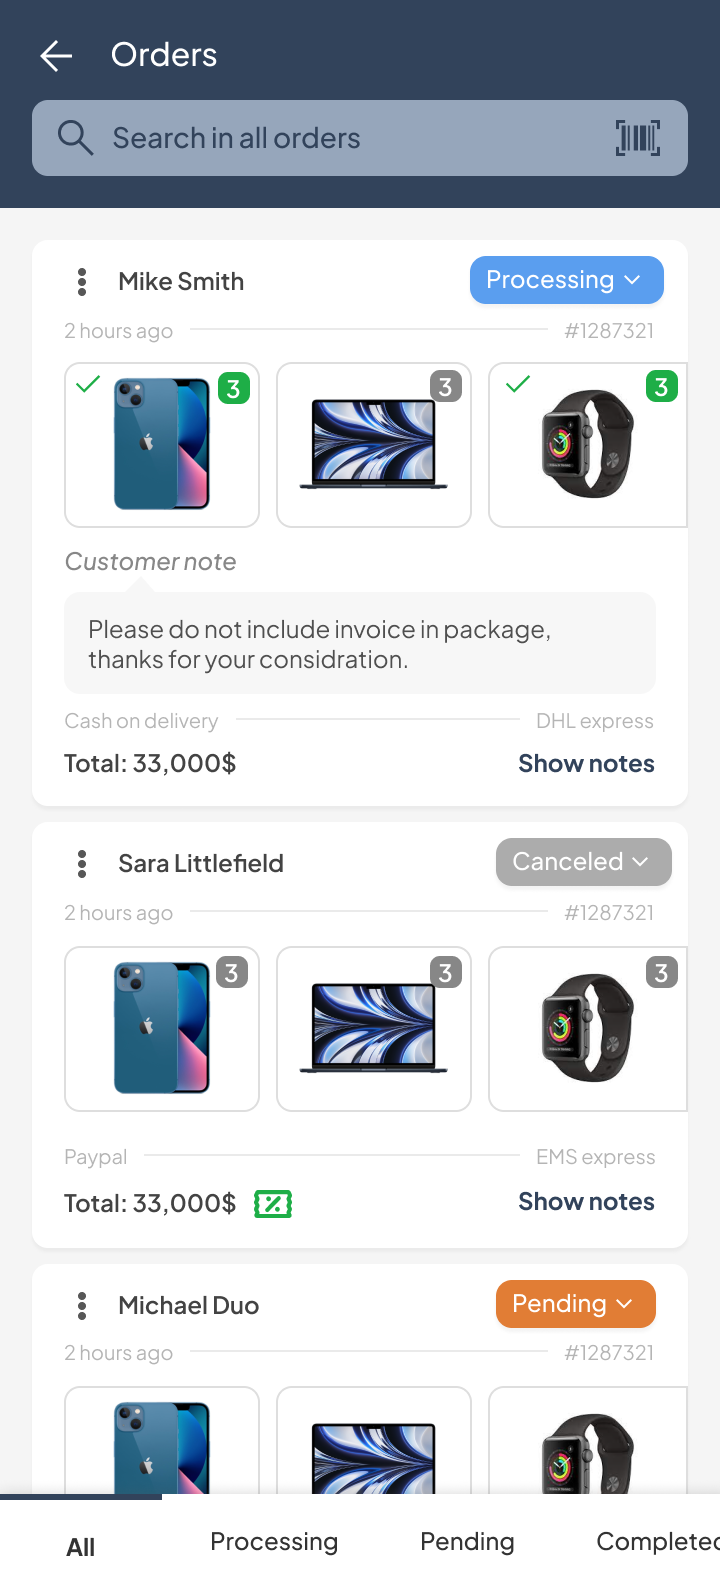 Orders
Search in all orders
Mike Smith
Processing
2 hours ago
#1287321
3
3
3
Customer note
Please do not include invoice in package,
thanks for your considration.
Cash on delivery
DHL express
Total: 33,000$
Show notes
Sara Littlefield
Canceled
2 hours ago
#1287321
3
3
3
Paypal
EMS express
Total: 33,000$
Show notes
Michael Duo
Pending
2 hours ago
#1287321
All
Processing
Pending
Completed